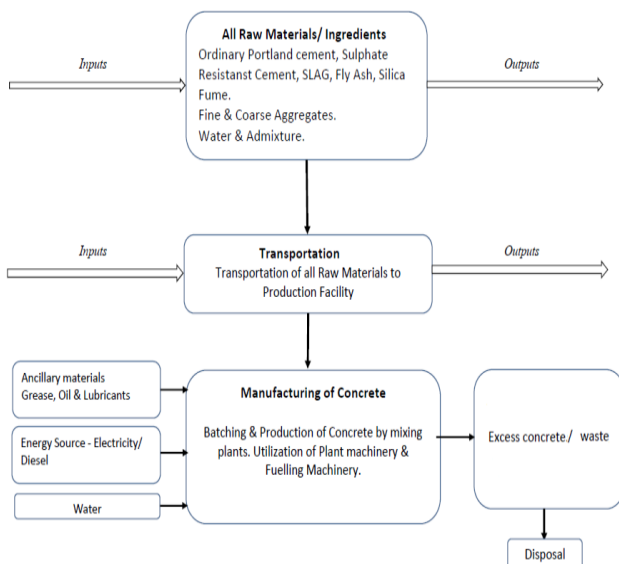 All Raw Materials/ Ingredients
Ordinary Portland cement, Sulphate
Resistanst Cement, SLAG, Fly Ash, Silica
Fume.
Fine & Coarse Aggregates.
Water & Admixture.
Inputs
Outputs
Transportation
Transportation of all Raw Materials to
Production Facility
Inputs
Outputs
Ancillary materials
Grease, Oil & Lubricants
Energy Source - Electricity/
Diesel
Water
Manufacturing of Concrete
Batching & Production of Concrete by mixing
plants. Utilization of Plant machinery &
Fuelling Machinery.
Excess concrete./ waste
Disposal